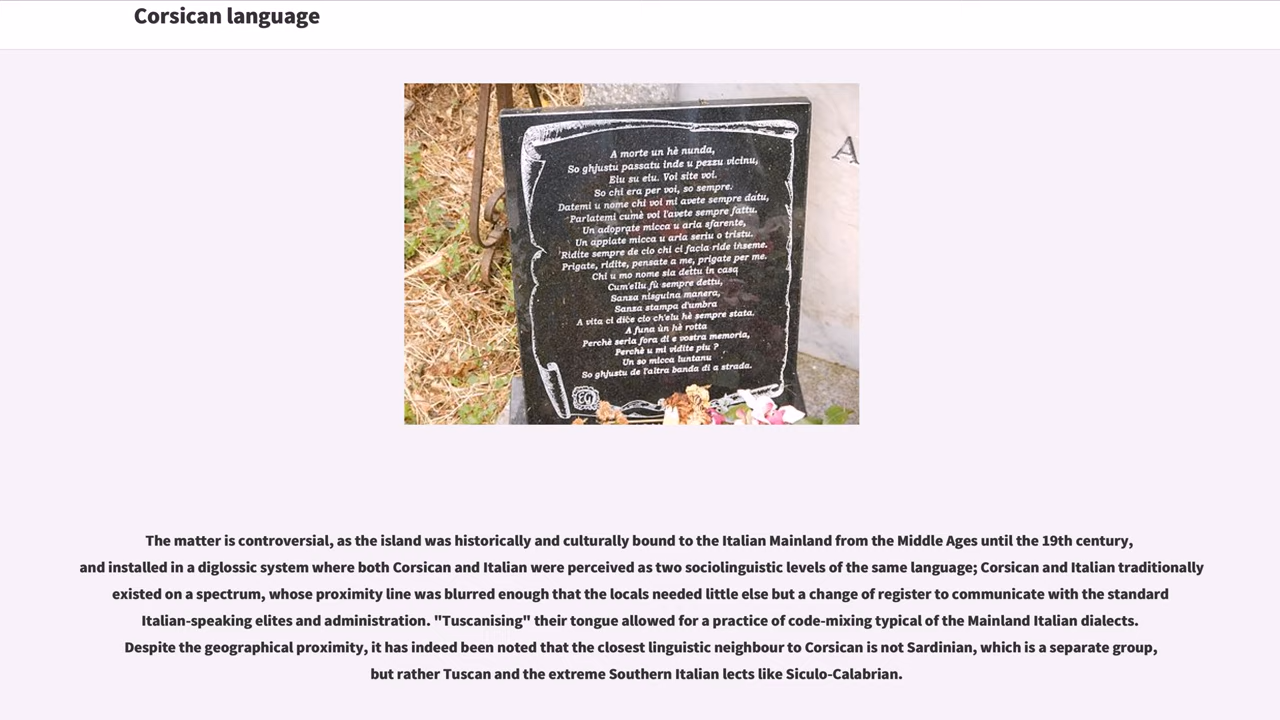 Corsican language
A morte un hè nunda,
So ghjustu passatu inde u pezzu vicinu,
Eiu su eiu. Voi site voi.
So chi era per voi, so sempre.
Datemi u nome chi voi mi avete sempre datu,
Parlatemi cumè voi l'avete sempre fattu.
Un adoprate micca u aria sfarente,
Un appiate micca u aria seriu o tristu.
Ridite sempre de cio chi ci facia ride inseme.
Prigate, ridite, pensate a me, prigate per me.
Chi u mo nome sia dettu in casa
Cum'ellu fù sempre dettu,
Sanza nisguina manera,
Sanza stampa d'umbra
A vita ci dice cio ch'elu hè sempre stata.
A funa ùn hè rotta
Perchè seria fora di e vostra memoria,
Perchè u mi vidite piu ?
Un so micca luntanu
So ghjustu de l'altra banda di a strada.
A
The matter is controversial, as the island was historically and culturally bound to the Italian Mainland from the Middle Ages until the 19th century,
and installed in a diglossic system where both Corsican and Italian were perceived as two sociolinguistic levels of the same language; Corsican and Italian traditionally
existed on a spectrum, whose proximity line was blurred enough that the locals needed little else but a change of register to communicate with the standard
Italian-speaking elites and administration. "Tuscanising" their tongue allowed for a practice of code-mixing typical of the Mainland Italian dialects.
Despite the geographical proximity, it has indeed been noted that the closest linguistic neighbour to Corsican is not Sardinian, which is a separate group,
but rather Tuscan and the extreme Southern Italian lects like Siculo-Calabrian.